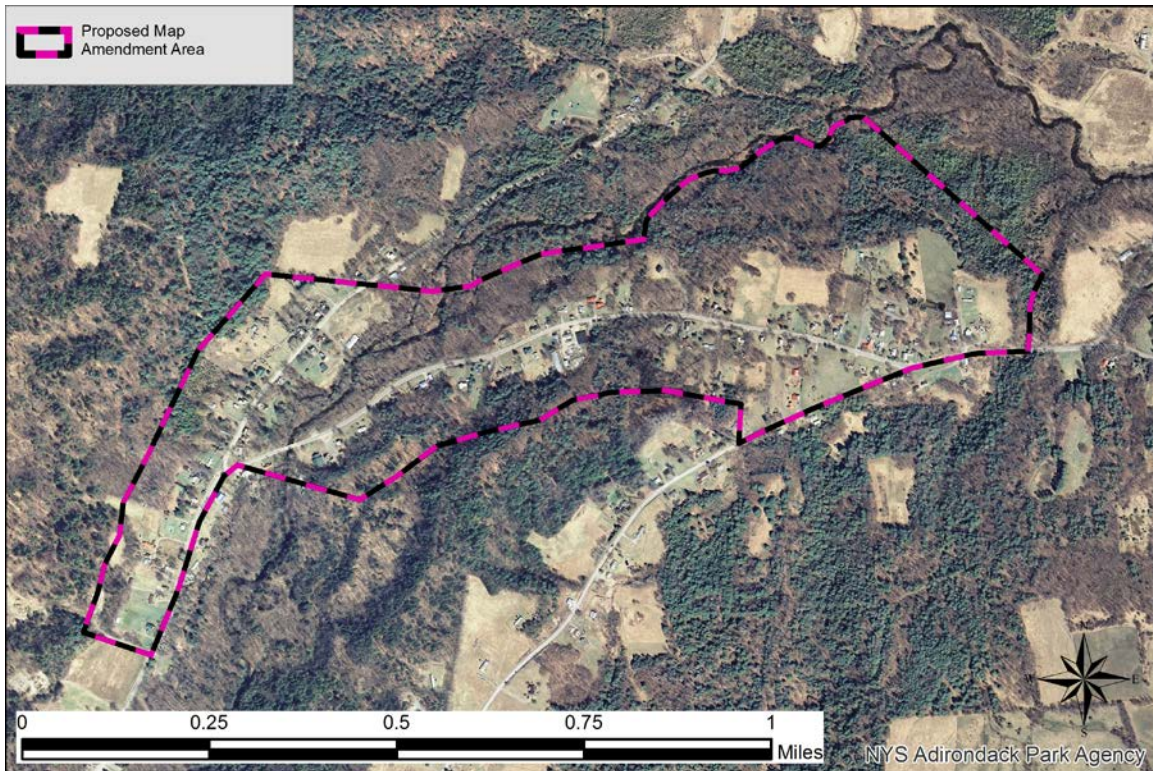 Proposed Map
Amendment Area
0 0.25 0.5 0.75 1
Miles
N
W E
S
NYS Adirondack Park Agency